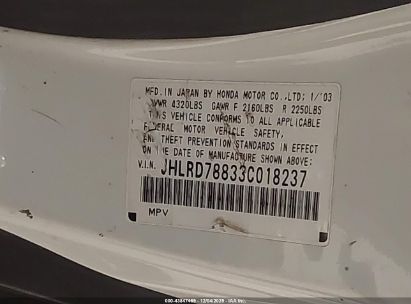 MFD. IN JAPAN BY HONDA MOTOR CO.,LTD; 1/'03
GVWR 4320LBS GAWR F 2160LBS R 2250LBS
THIS VEHICLE CONFORMS TO ALL APPLICABLE
FEDERAL MOTOR VEHICLE SAFETY,
AND THEFT PREVENTION STANDARDS IN EFFECT
ON THE DATE OF MANUFACTURE SHOWN ABOVE;
V.I.N. JHLRD78833C018237
MPV